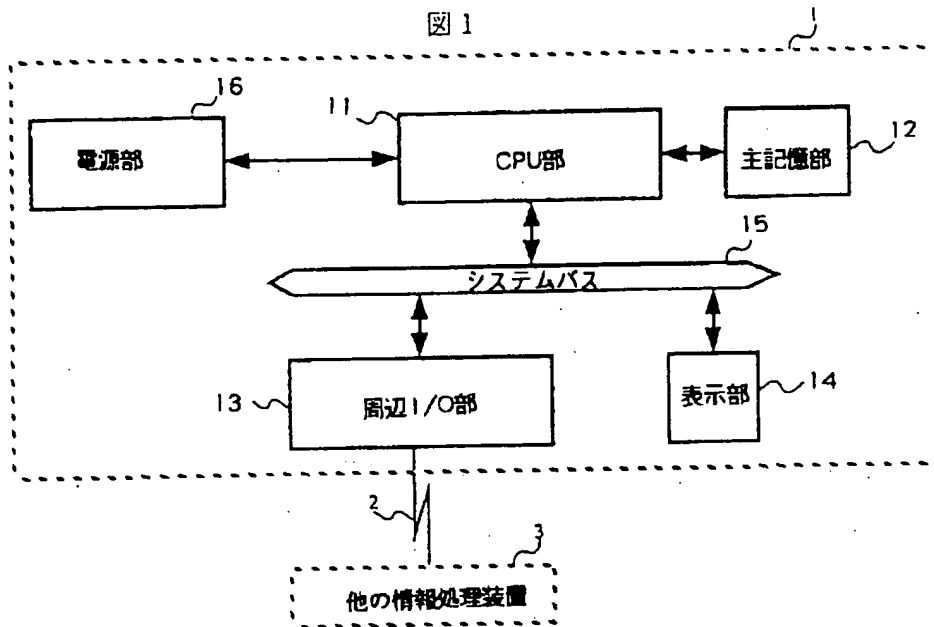 図1
1
16
電源部
11
CPU部
主記憶部
12
15
システムバス
13
周辺I/O部
表示部
14
2
3
他の情報処理装置